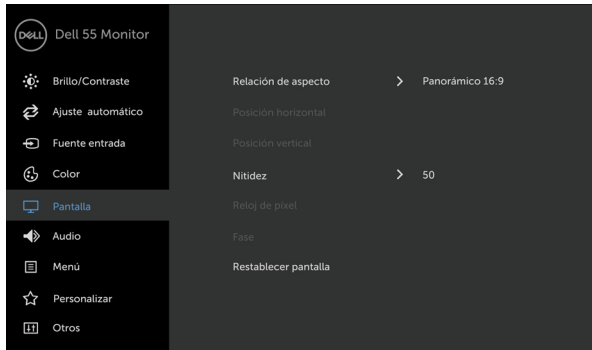 DELL Dell 55 Monitor
Brillo/Contraste
Ajuste automático
Fuente entrada
Color
Pantalla
Audio
Menú
Personalizar
Otros
Relación de aspecto > Panorámico 16:9
Posición horizontal
Posición vertical
Nitidez > 50
Reloj de píxel
Fase
Restablecer pantalla